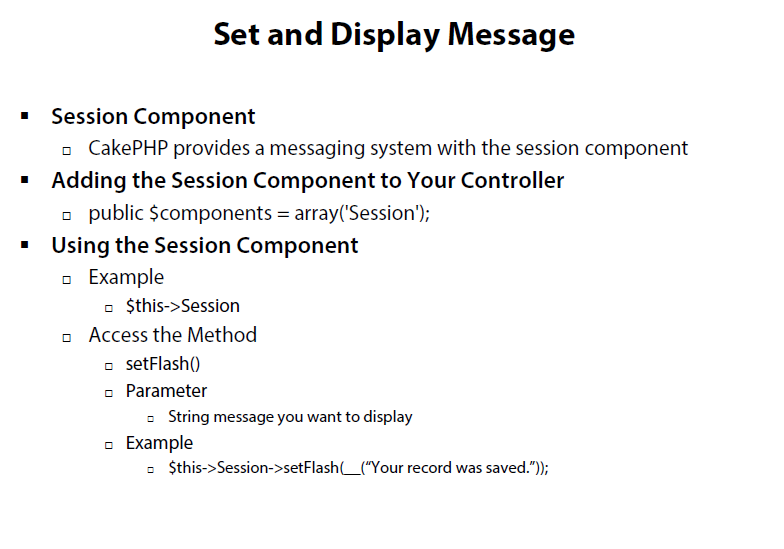 Set and Display Message
Session Component
CakePHP provides a messaging system with the session component
Adding the Session Component to Your Controller
public $components = array('Session');
Using the Session Component
Example
$this->Session
Access the Method
setFlash()
Parameter
String message you want to display
Example
$this->Session->setFlash(__(“Your record was saved.”));